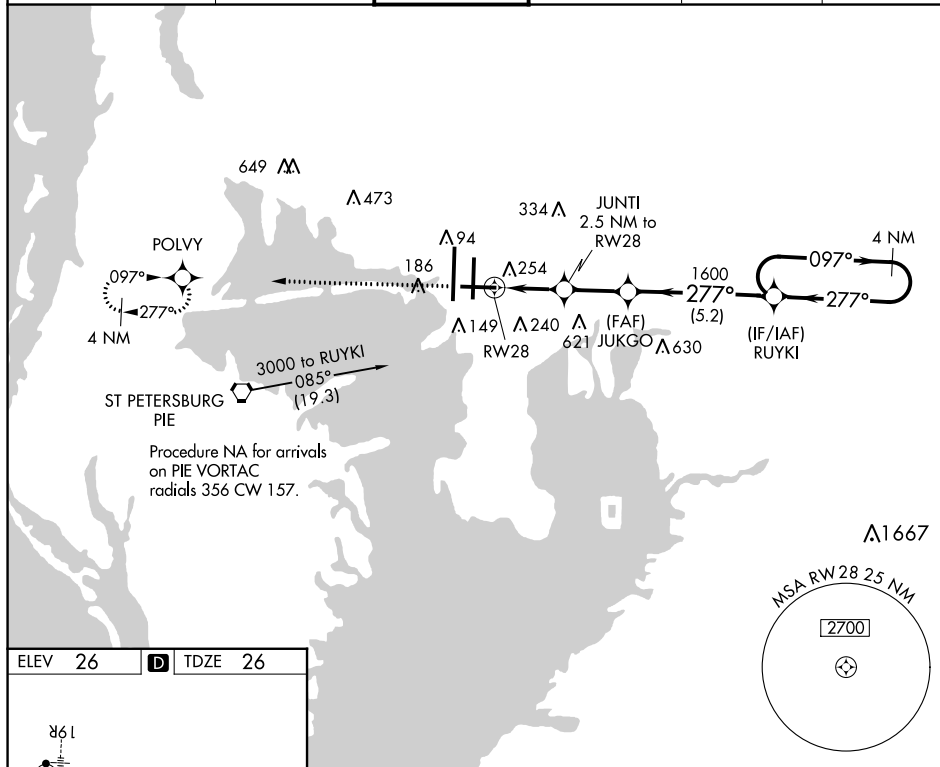 649
473
334
JUNTI
2.5 NM to
RW28
POLVY
94
4 NM
097°
186
254
1600
097°
277°
277°
277°
4 NM
(5.2)
149
240
(FAF)
(IF/IAF)
RW28
621
JUKGO
630
RUYKI
3000 to RUYKI
085°
(19.3)
ST PETERSBURG
PIE
Procedure NA for arrivals
on PIE VORTAC
radials 356 CW 157.
1667
MSA RW28 25 NM
2700
ELEV 26 D TDZE 26
19R